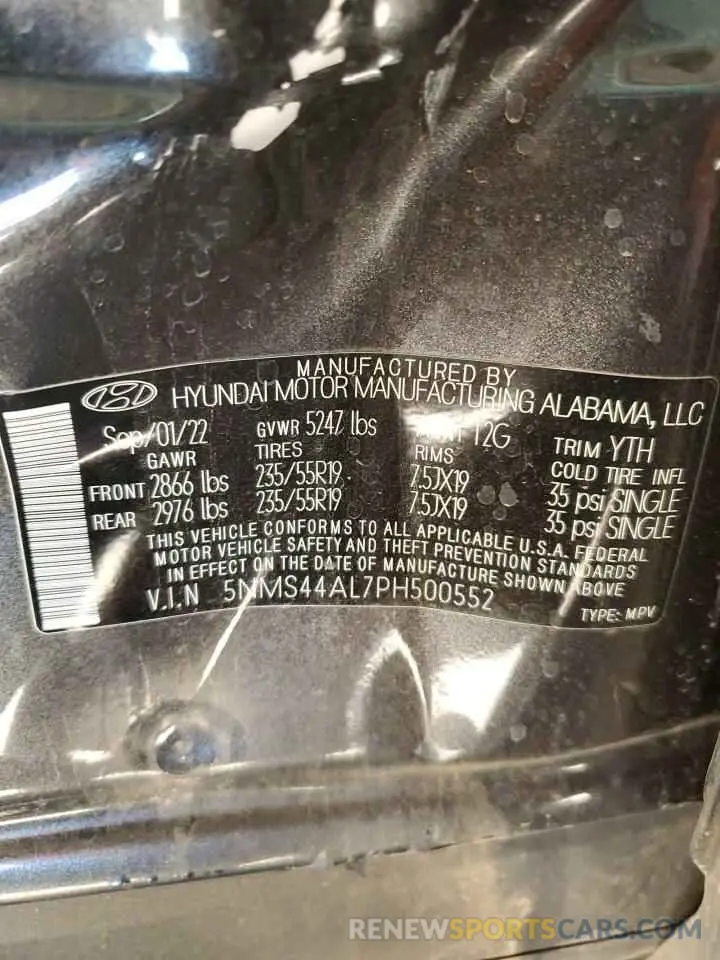 MANUFACTURED BY
HYUNDAI MOTOR MANUFACTURING ALABAMA, LLC
Sep/01/22 GVWR 5247 lbs T2G TRIM YTH
GAWR TIRES RIMS COLD TIRE INFL
FRONT 2866 lbs 235/55R19 7.5JX19 35 psi SINGLE
REAR 2976 lbs 235/55R19 7.5JX19 35 psi SINGLE
THIS VEHICLE CONFORMS TO ALL APPLICABLE U.S.A. FEDERAL
MOTOR VEHICLE SAFETY AND THEFT PREVENTION STANDARDS
IN EFFECT ON THE DATE OF MANUFACTURE SHOWN ABOVE
V.I.N 5NMS44AL7PH500552
TYPE: MPV
RENEWSPORTSCARS.COM